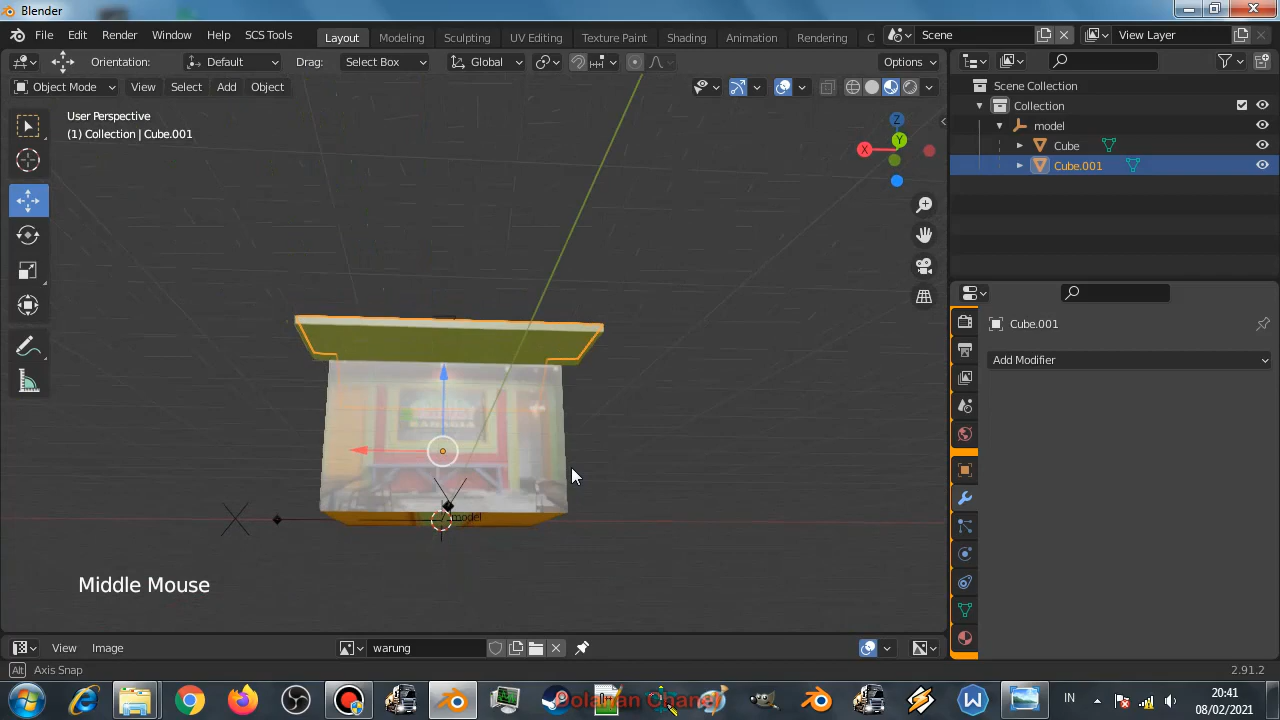 Blender
File Edit Render Window Help SCS Tools
Layout Modeling Sculpting UV Editing Texture Paint Shading Animation Rendering C
Scene View Layer
Orientation: Default Drag: Select Box Global Options
Object Mode View Select Add Object
User Perspective
(1) Collection | Cube.001
Z
Y
X
Scene Collection
Collection
model
Cube
Cube.001
Cube.001
Add Modifier
model
Middle Mouse
View Image warung
Alt Axis Snap 2.91.2
Dolanan Chanel
IN
20:41
08/02/2021